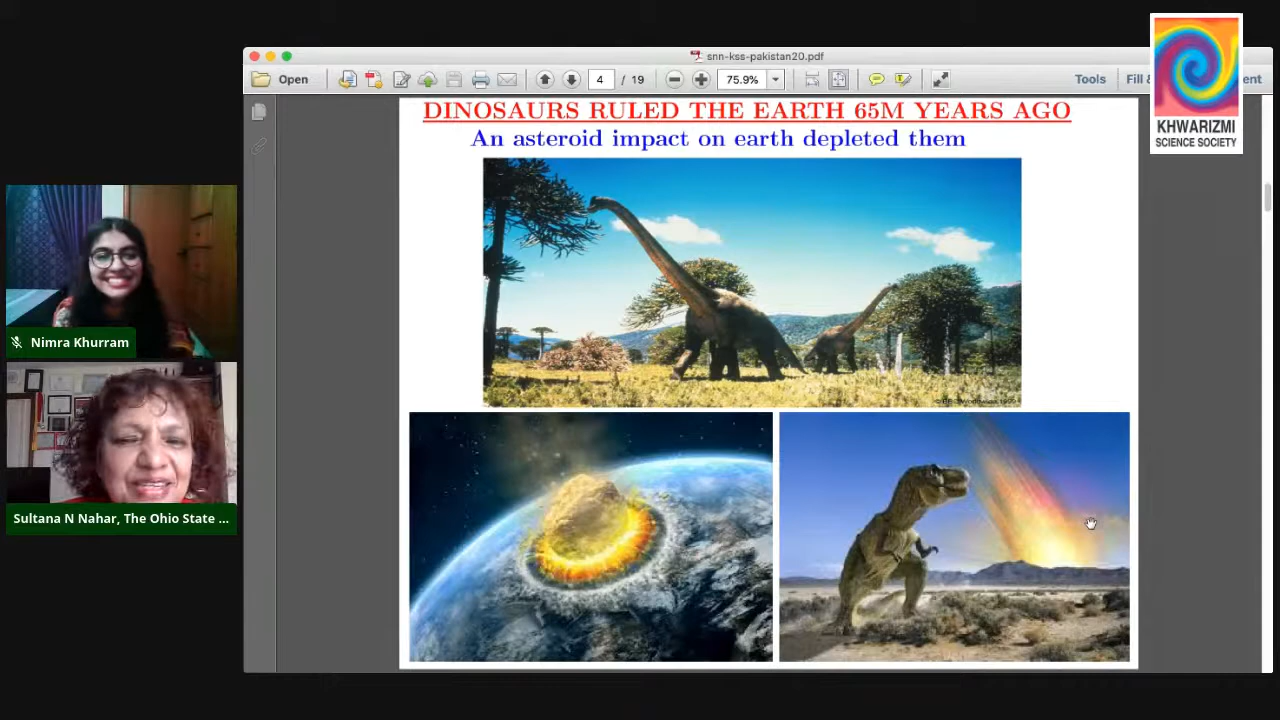 snn-kss-pakistan20.pdf
Open
4 / 19
75.9%
Tools
Fill &
ent
KHWARIZMI
SCIENCE SOCIETY
DINOSAURS RULED THE EARTH 65M YEARS AGO
An asteroid impact on earth depleted them
Nimra Khurram
Sultana N Nahar, The Ohio State ...